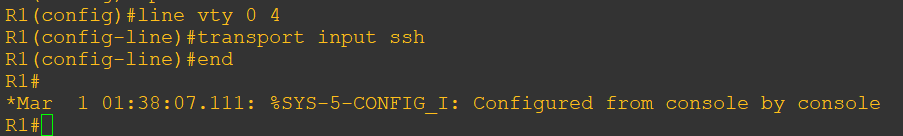 R1(config)#line vty 0 4
R1(config-line)#transport input ssh
R1(config-line)#end
R1#
*Mar  1 01:38:07.111: %SYS-5-CONFIG_I: Configured from console by console
R1#